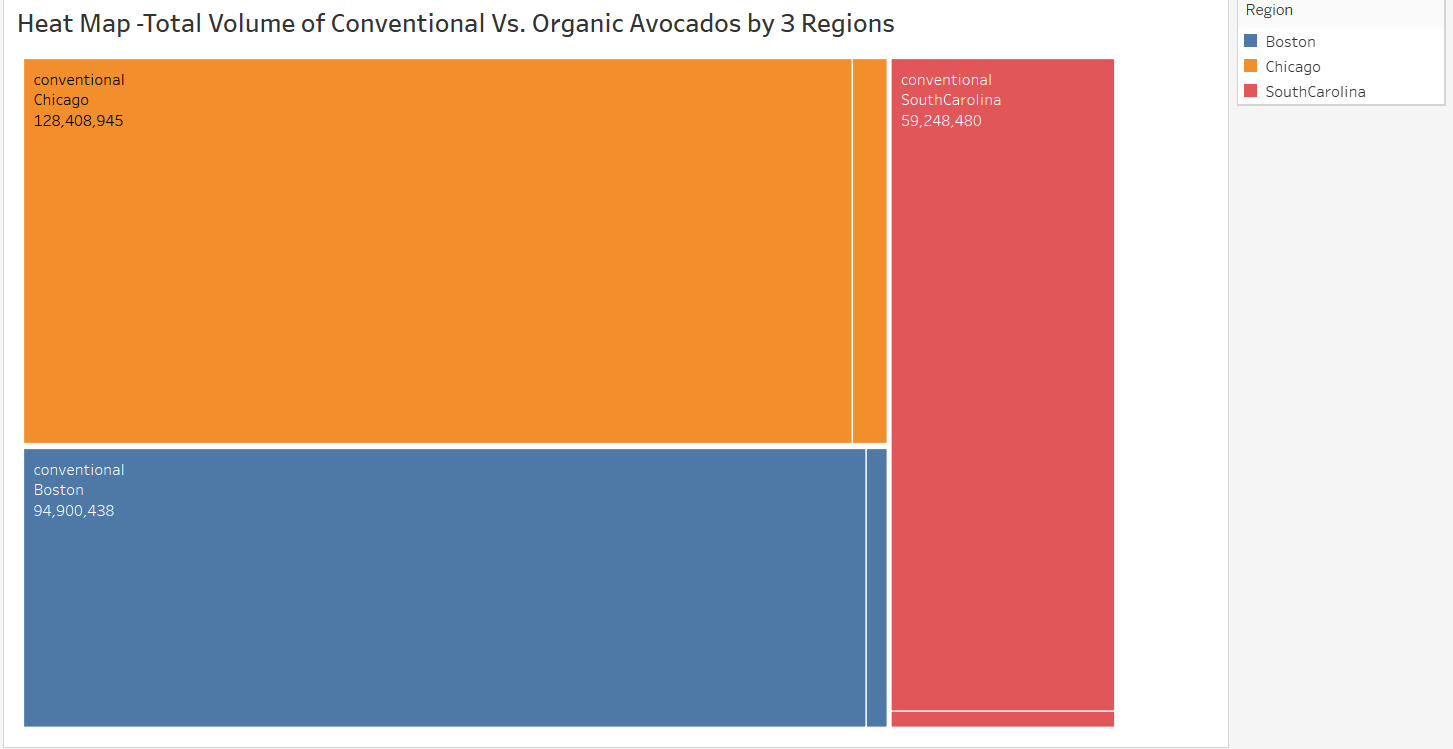 Heat Map -Total Volume of Conventional Vs. Organic Avocados by 3 Regions
conventional
Chicago
128,408,945
conventional
SouthCarolina
59,248,480
conventional
Boston
94,900,438
Region
Boston
Chicago
SouthCarolina